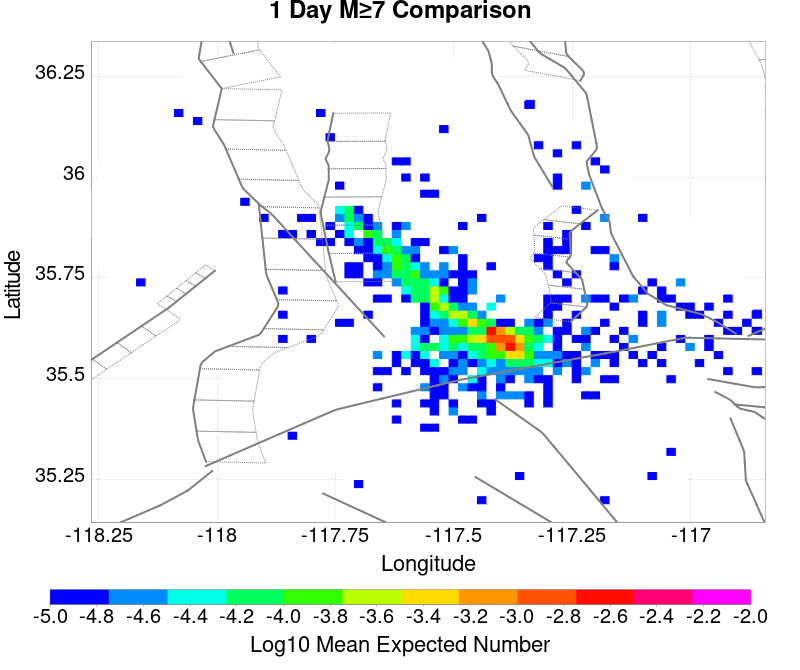 1 Day M≥7 Comparison
36.25
36
35.75
35.5
35.25
Latitude
-118.25 -118 -117.75 -117.5 -117.25 -117
Longitude
-5.0 -4.8 -4.6 -4.4 -4.2 -4.0 -3.8 -3.6 -3.4 -3.2 -3.0 -2.8 -2.6 -2.4 -2.2 -2.0
Log10 Mean Expected Number